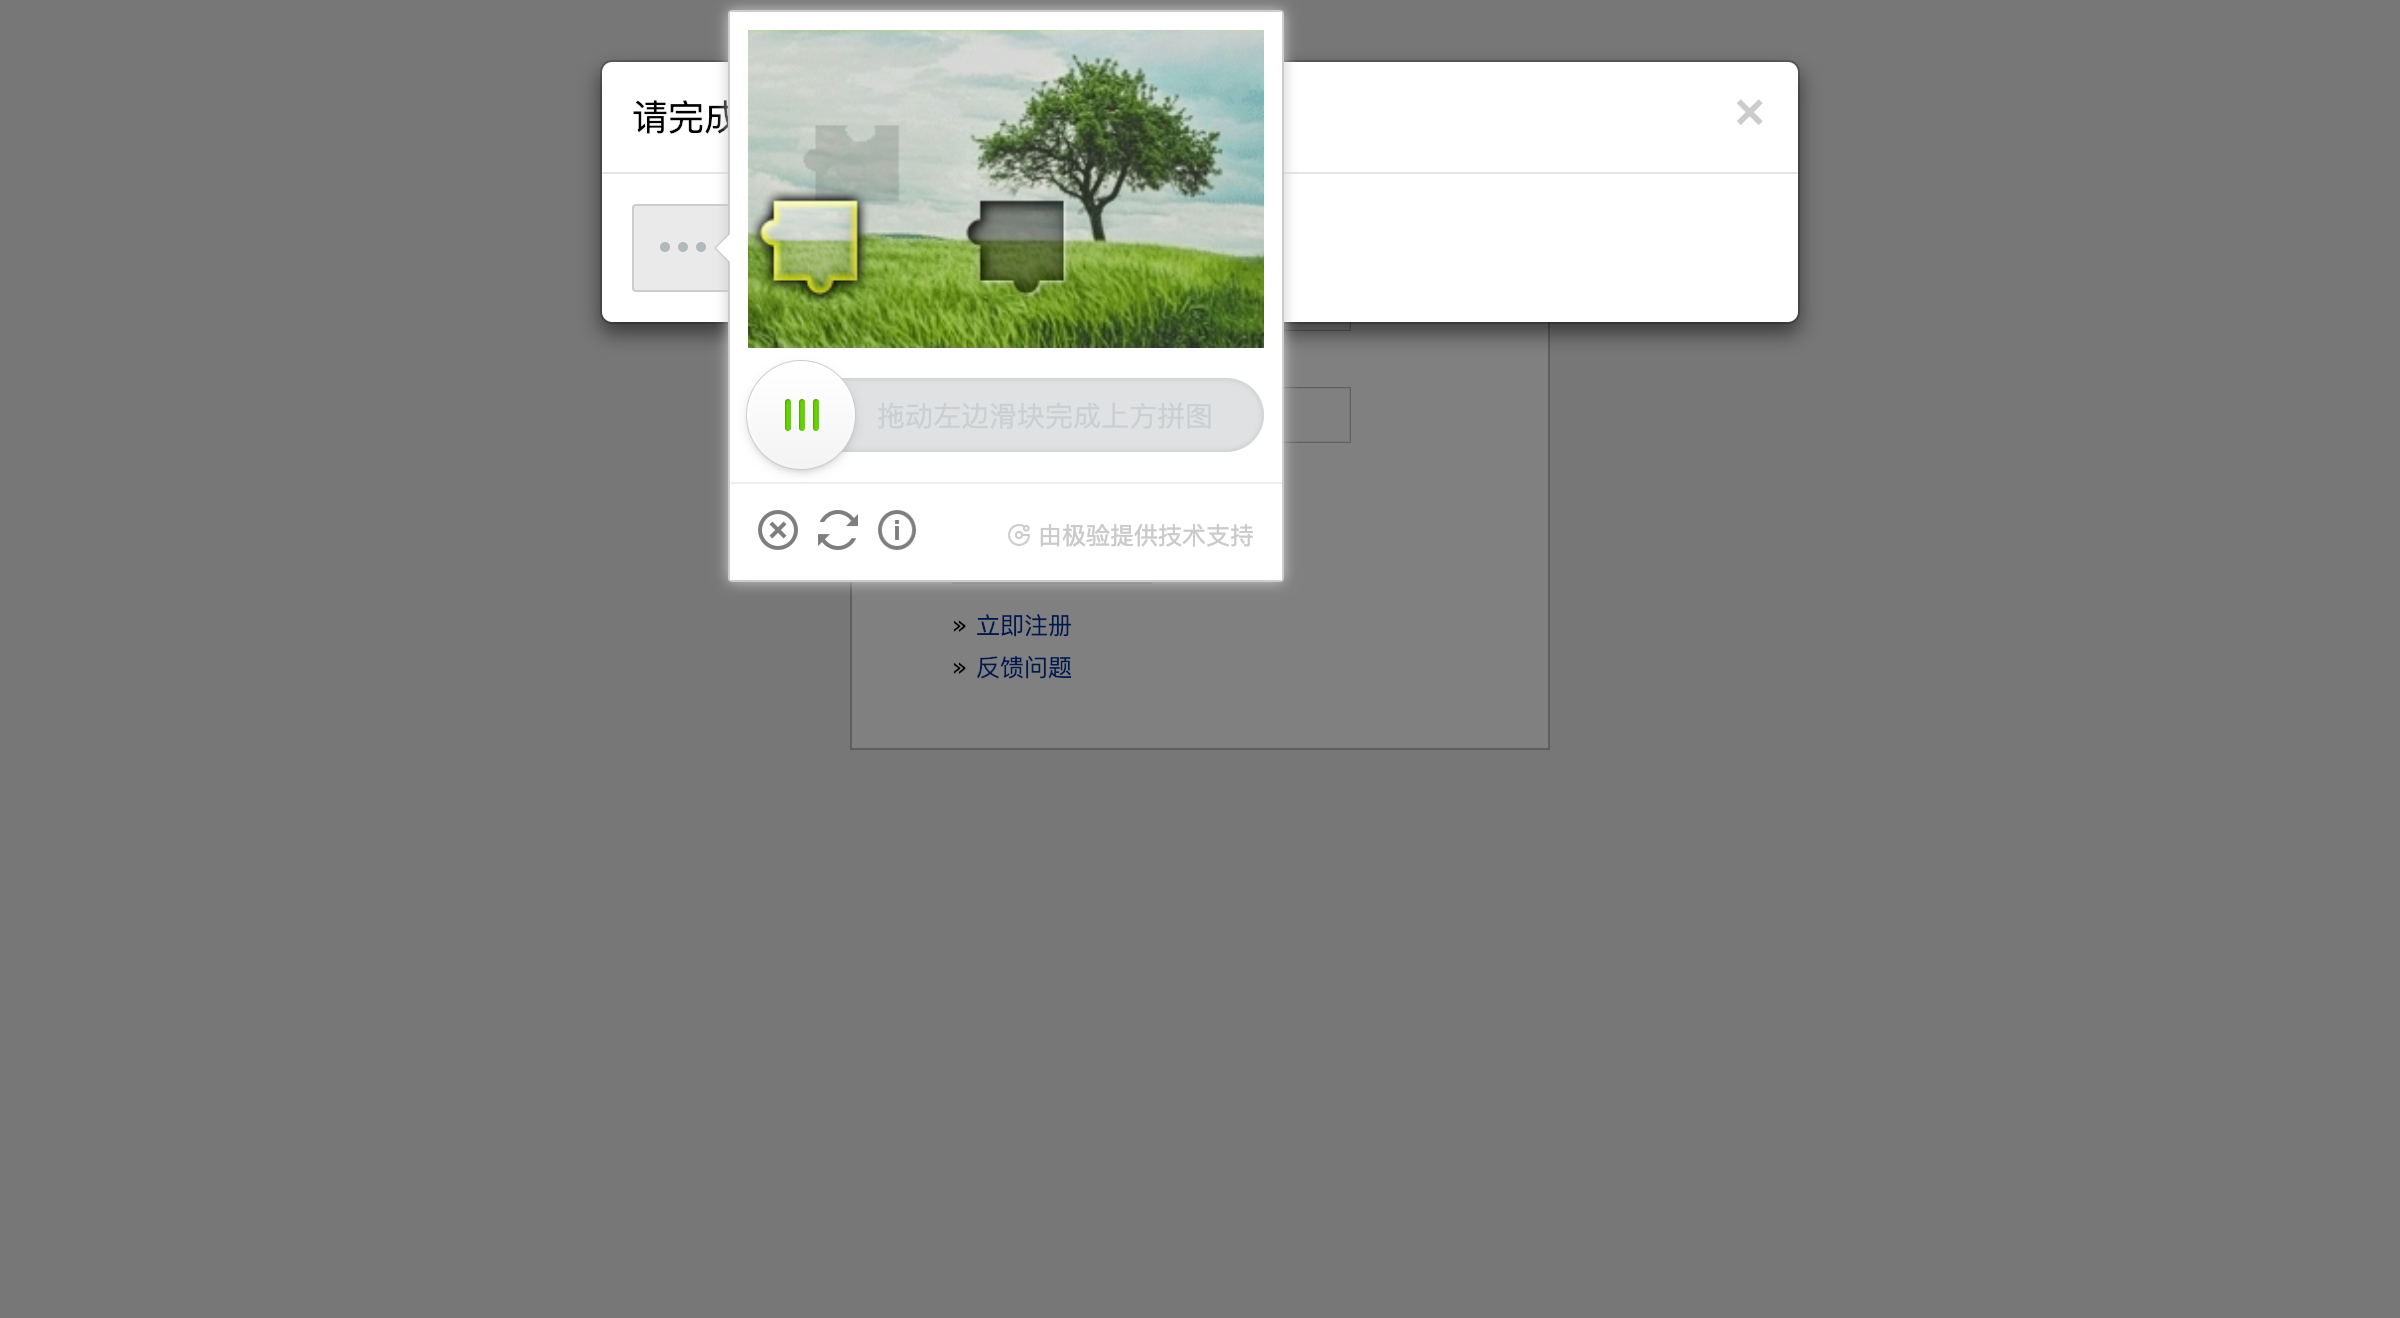 请完成
拖动左边滑块完成上方拼图
由极验提供技术支持
» 立即注册
» 反馈问题